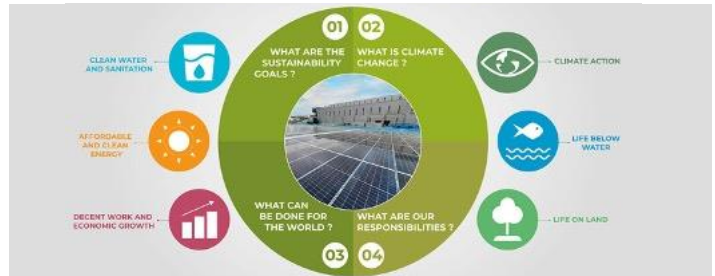 01
02
WHAT ARE THE
SUSTAINABILITY
GOALS ?
WHAT IS CLIMATE
CHANGE ?
CLEAN WATER
AND SANITATION
CLIMATE ACTION
AFFORDABLE
AND CLEAN
ENERGY
LIFE BELOW
WATER
DECENT WORK AND
ECONOMIC GROWTH
LIFE ON LAND
WHAT CAN
BE DONE FOR
THE WORLD ?
WHAT ARE OUR
RESPONSIBILITIES ?
03
04